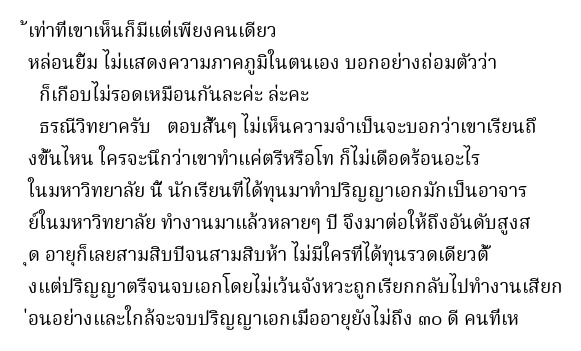 ้เท่าที่เขาเห็นก็มีแต่เพียงคนเดียว
หล่อนยิ้ม ไม่แสดงความภาคภูมิในตนเอง บอกอย่างถ่อมตัวว่า
ก็เกือบไม่รอดเหมือนกันละค่ะ ล่ะคะ
ธรณีวิทยาครับ ตอบสั้นๆ ไม่เห็นความจำเป็นจะบอกว่าเขาเรียนถึ
งขั้นไหน ใครจะนึกว่าเขาทำแค่ตรีหรือโท ก็ไม่เดือดร้อนอะไร
ในมหาวิทยาลัย นี้ นักเรียนที่ได้ทุนมาทำปริญญาเอกมักเป็นอาจาร
ย์ในมหาวิทยาลัย ทำงานมาแล้วหลายๆ ปี จึงมาต่อให้ถึงอันดับสูงส
ุด อายุก็เลยสามสิบปีจนสามสิบห้า ไม่มีใครที่ได้ทุนรวดเดียวตั้
งแต่ปริญญาตรีจนจบเอกโดยไม่เว้นจังหวะถูกเรียกกลับไปทำงานเสียก
่อนอย่างและใกล้จะจบปริญญาเอกเมื่ออายุยังไม่ถึง ๓๐ ดี คนที่เห